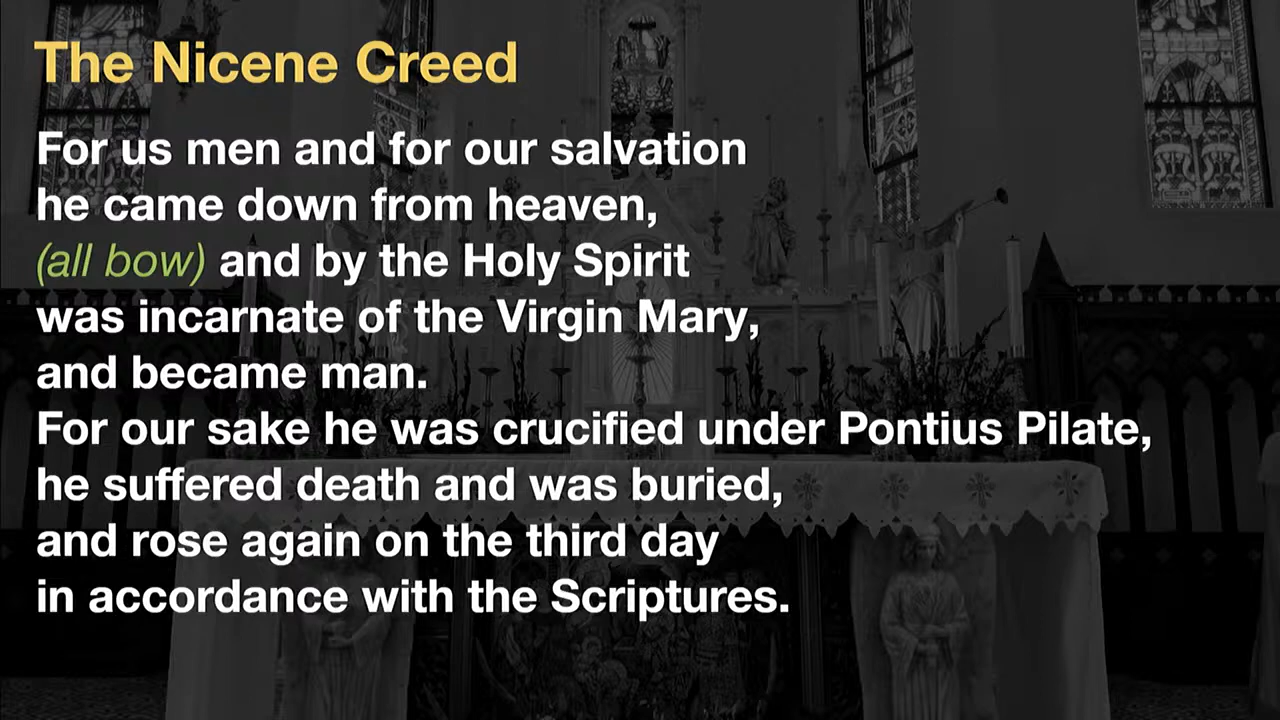 The Nicene Creed
For us men and for our salvation
he came down from heaven,
(all bow) and by the Holy Spirit
was incarnate of the Virgin Mary,
and became man.
For our sake he was crucified under Pontius Pilate,
he suffered death and was buried,
and rose again on the third day
in accordance with the Scriptures.